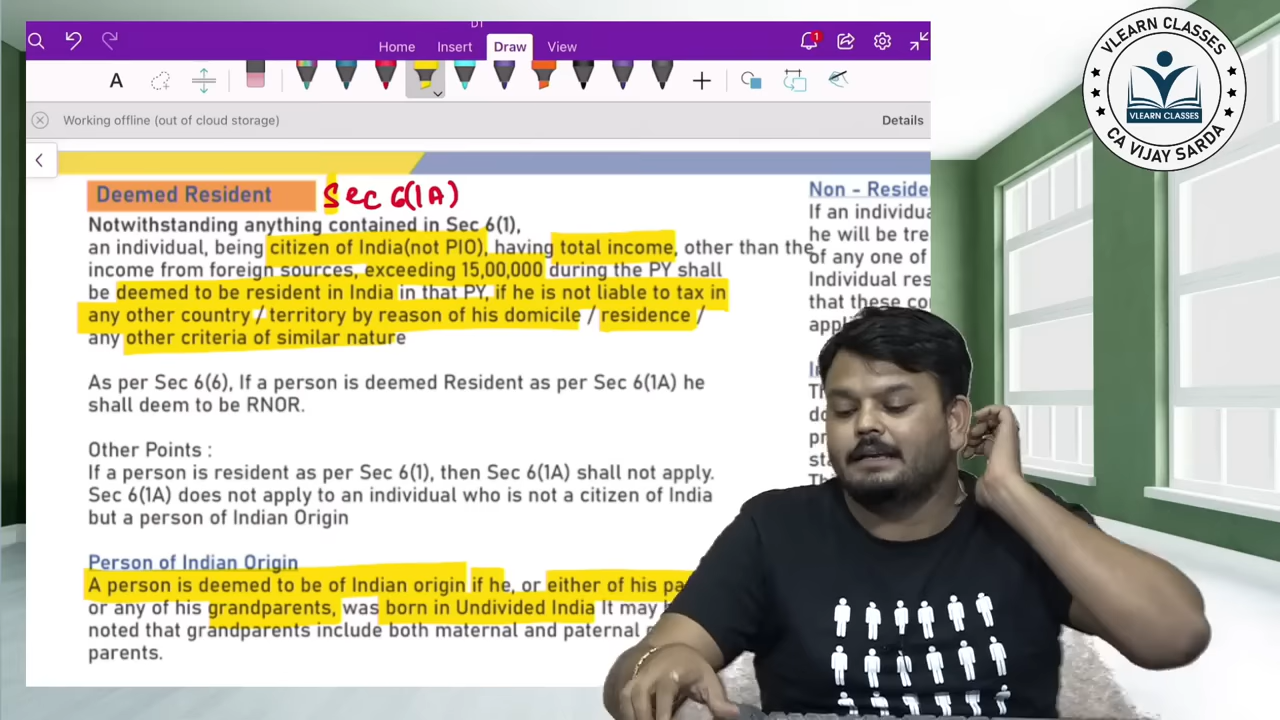 VLEARN CLASSES
VLEARN CLASSES
CA VIJAY SARDA
Home Insert Draw View
1
A
Working offline (out of cloud storage) Details
Deemed Resident Sec 6(1A)
Notwithstanding anything contained in Sec 6(1),
an individual, being citizen of India(not PIO), having total income, other than the
income from foreign sources, exceeding 15,00,000 during the PY shall
be deemed to be resident in India in that PY, if he is not liable to tax in
any other country / territory by reason of his domicile / residence /
any other criteria of similar nature
As per Sec 6(6), If a person is deemed Resident as per Sec 6(1A) he
shall deem to be RNOR.
Other Points :
If a person is resident as per Sec 6(1), then Sec 6(1A) shall not apply.
Sec 6(1A) does not apply to an individual who is not a citizen of India
but a person of Indian Origin
Person of Indian Origin
A person is deemed to be of Indian origin if he, or either of his
or any of his grandparents, was born in Undivided India It may
noted that grandparents include both maternal and paternal
parents.
Non -
If an
he will be
of any one of
Individual
that these